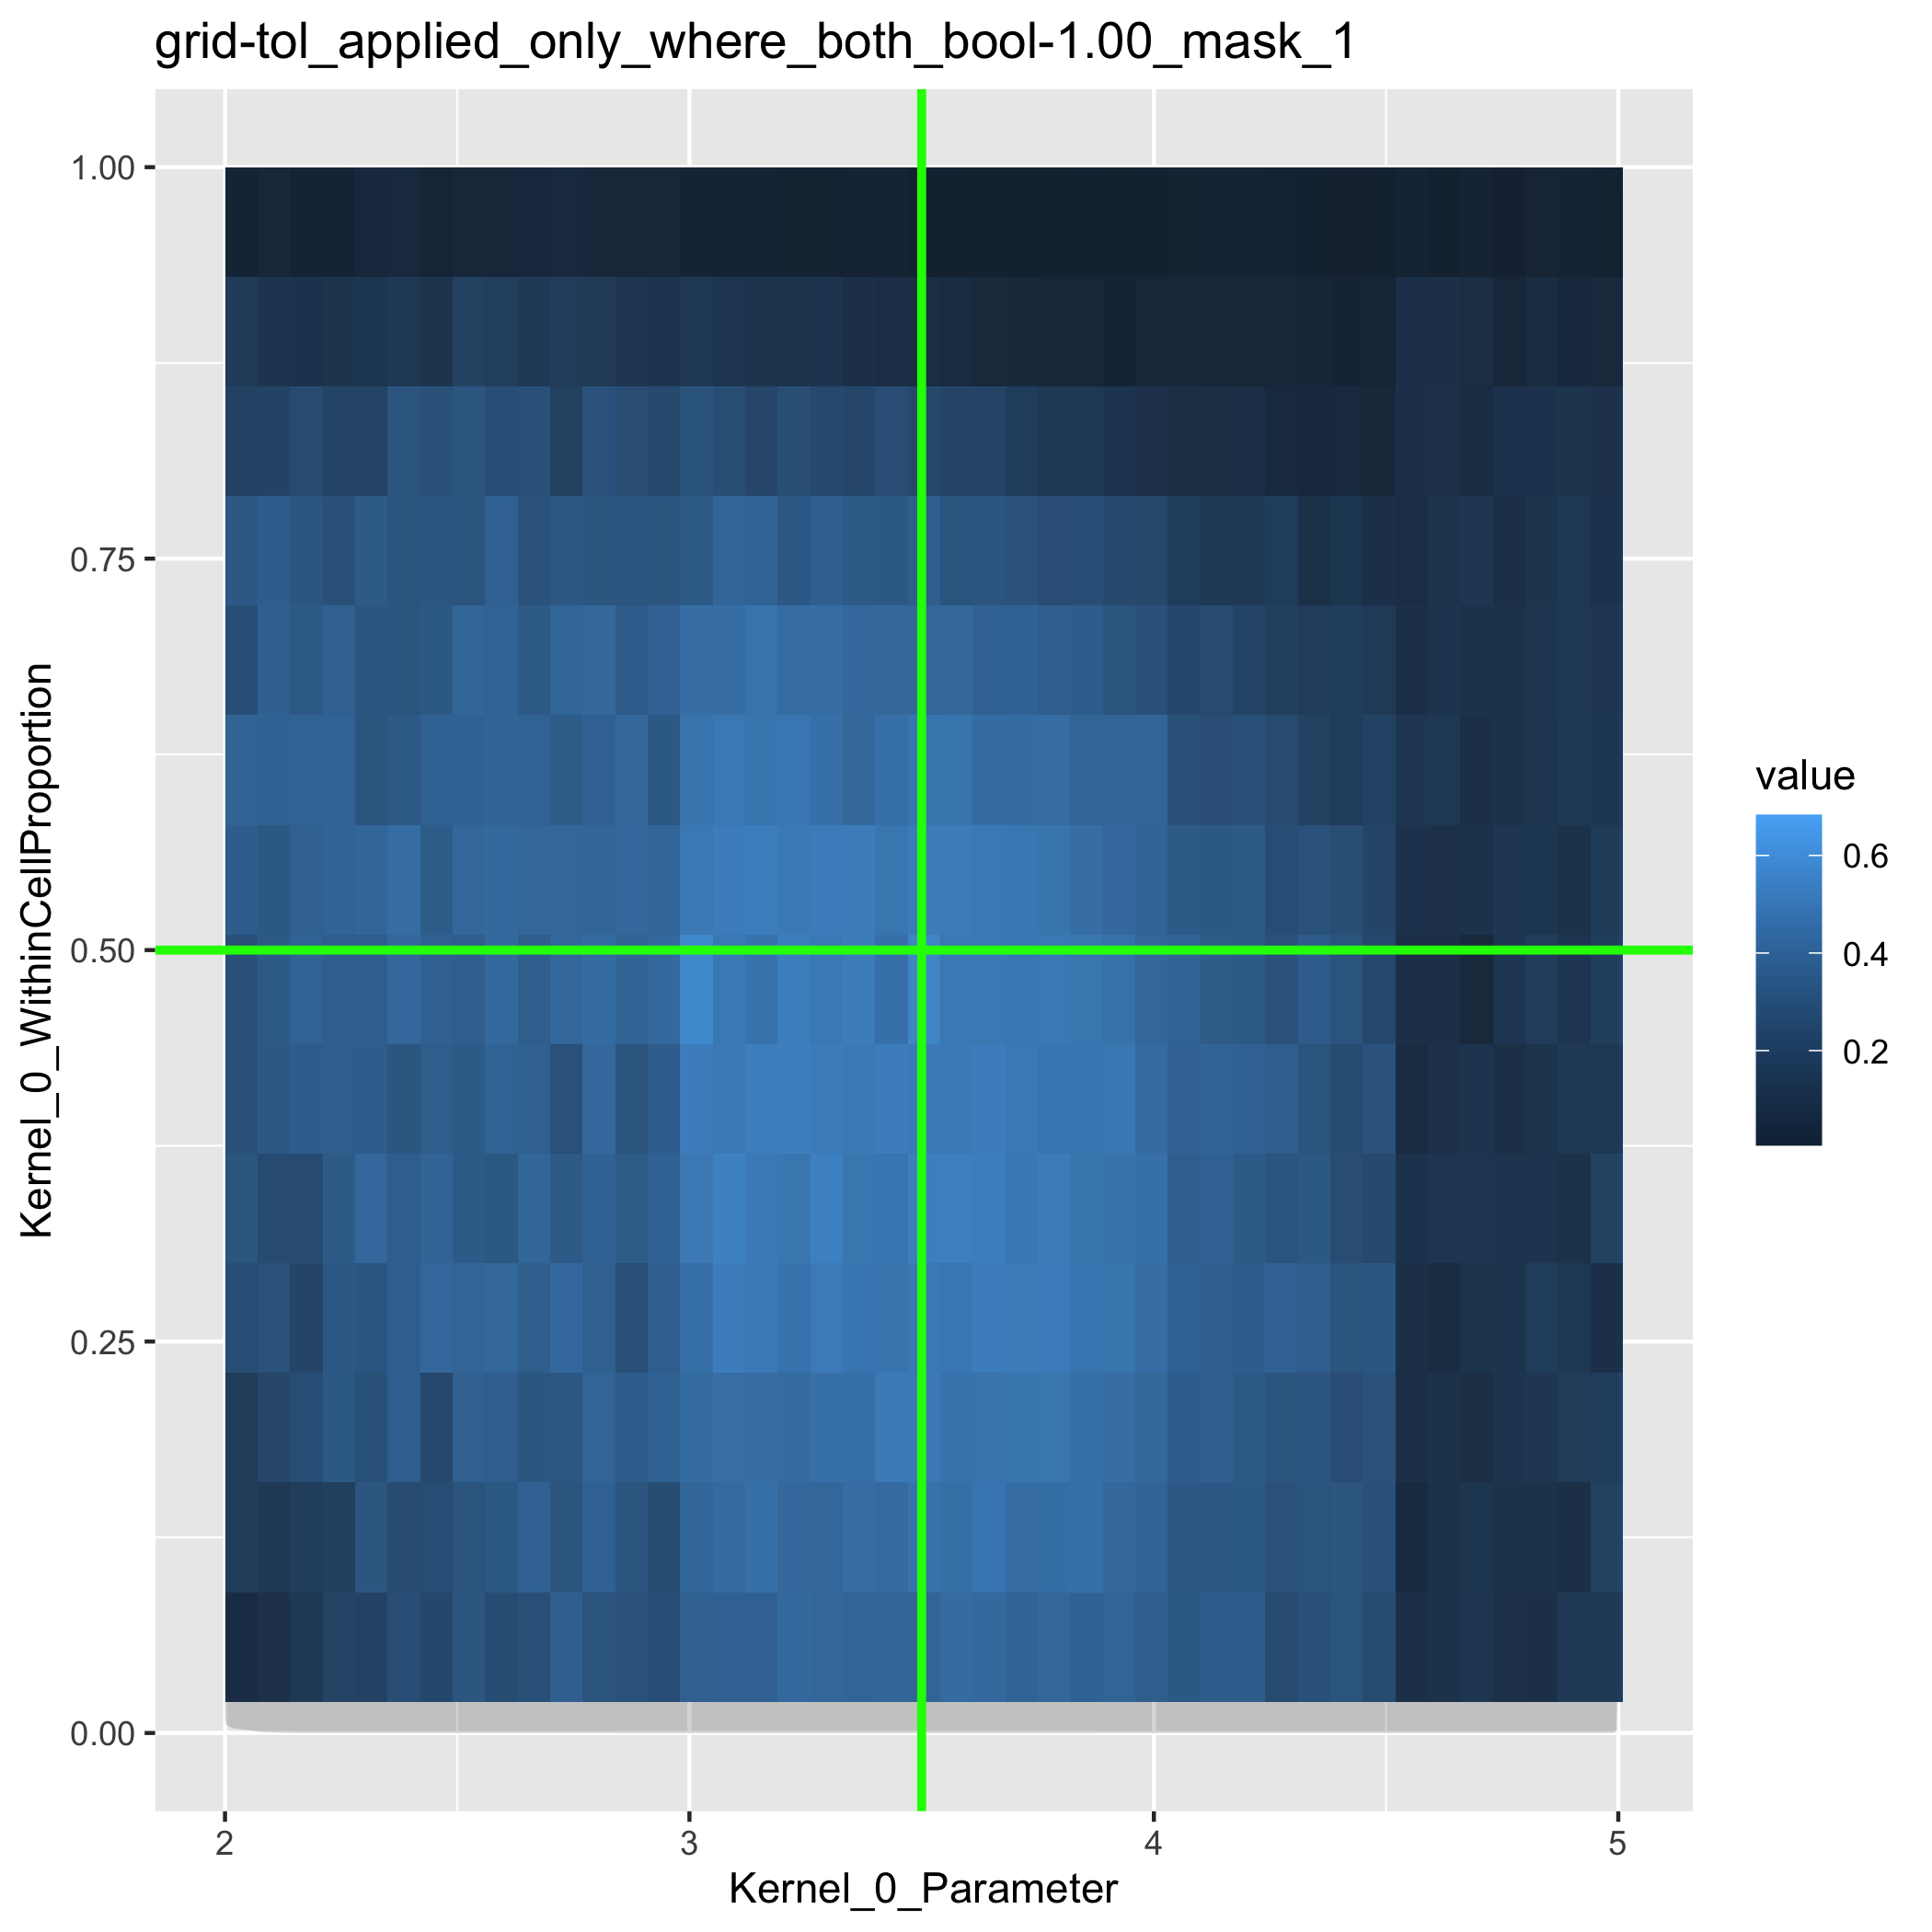 grid-tol_applied_only_where_both_bool-1.00_mask_1
Kernel_0_WithinCellProportion
1.00
0.75
0.50
0.25
0.00
2 3 4 5
Kernel_0_Parameter
value
0.6
0.4
0.2